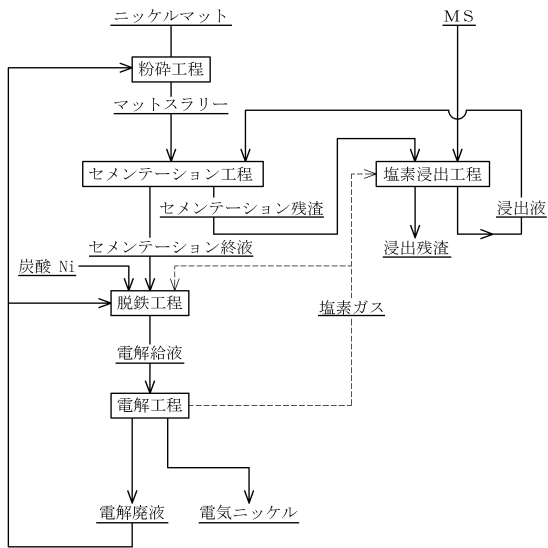 ニッケルマット
ＭＳ
粉砕工程
マットスラリー
セメンテーション工程
塩素浸出工程
セメンテーション残渣
浸出液
セメンテーション終液
浸出残渣
炭酸 Ni
脱鉄工程
塩素ガス
電解給液
電解工程
電解廃液
電気ニッケル